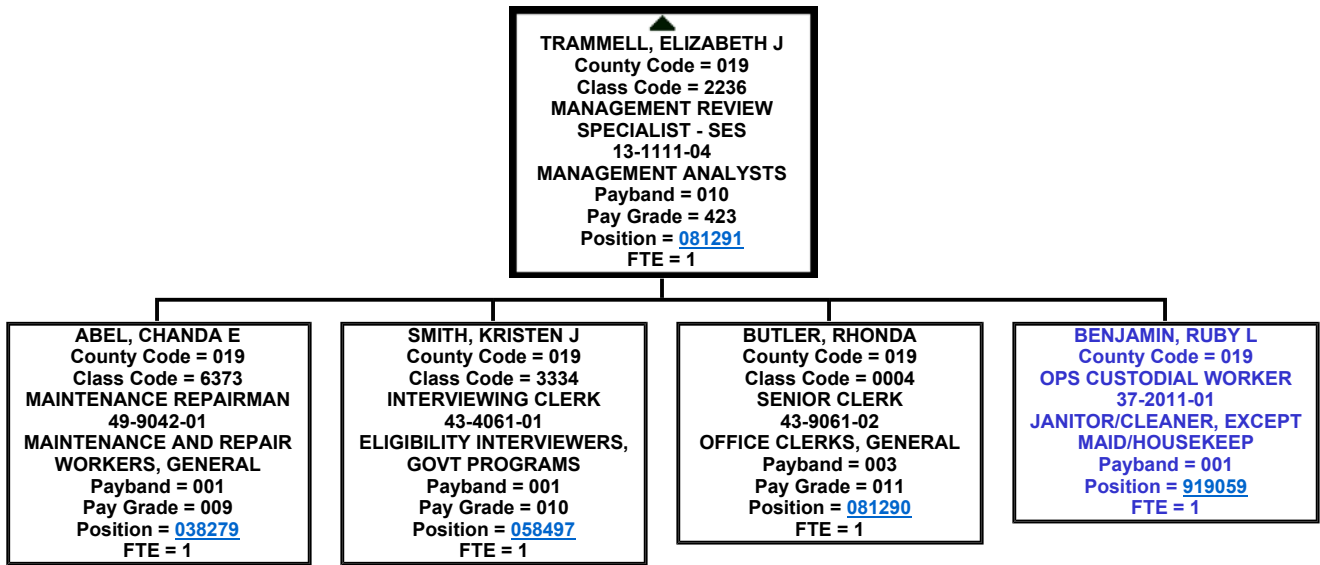 TRAMMELL, ELIZABETH J
County Code = 019
Class Code = 2236
MANAGEMENT REVIEW
SPECIALIST - SES
13-1111-04
MANAGEMENT ANALYSTS
Payband = 010
Pay Grade = 423
Position = 081291
FTE = 1
ABEL, CHANDA E
County Code = 019
Class Code = 6373
MAINTENANCE REPAIRMAN
49-9042-01
MAINTENANCE AND REPAIR
WORKERS, GENERAL
Payband = 001
Pay Grade = 009
Position = 038279
FTE = 1
SMITH, KRISTEN J
County Code = 019
Class Code = 3334
INTERVIEWING CLERK
43-4061-01
ELIGIBILITY INTERVIEWERS,
GOVT PROGRAMS
Payband = 001
Pay Grade = 010
Position = 058497
FTE = 1
BUTLER, RHONDA
County Code = 019
Class Code = 0004
SENIOR CLERK
43-9061-02
OFFICE CLERKS, GENERAL
Payband = 003
Pay Grade = 011
Position = 081290
FTE = 1
BENJAMIN, RUBY L
County Code = 019
OPS CUSTODIAL WORKER
37-2011-01
JANITOR/CLEANER, EXCEPT
MAID/HOUSEKEEP
Payband = 001
Position = 919059
FTE = 1